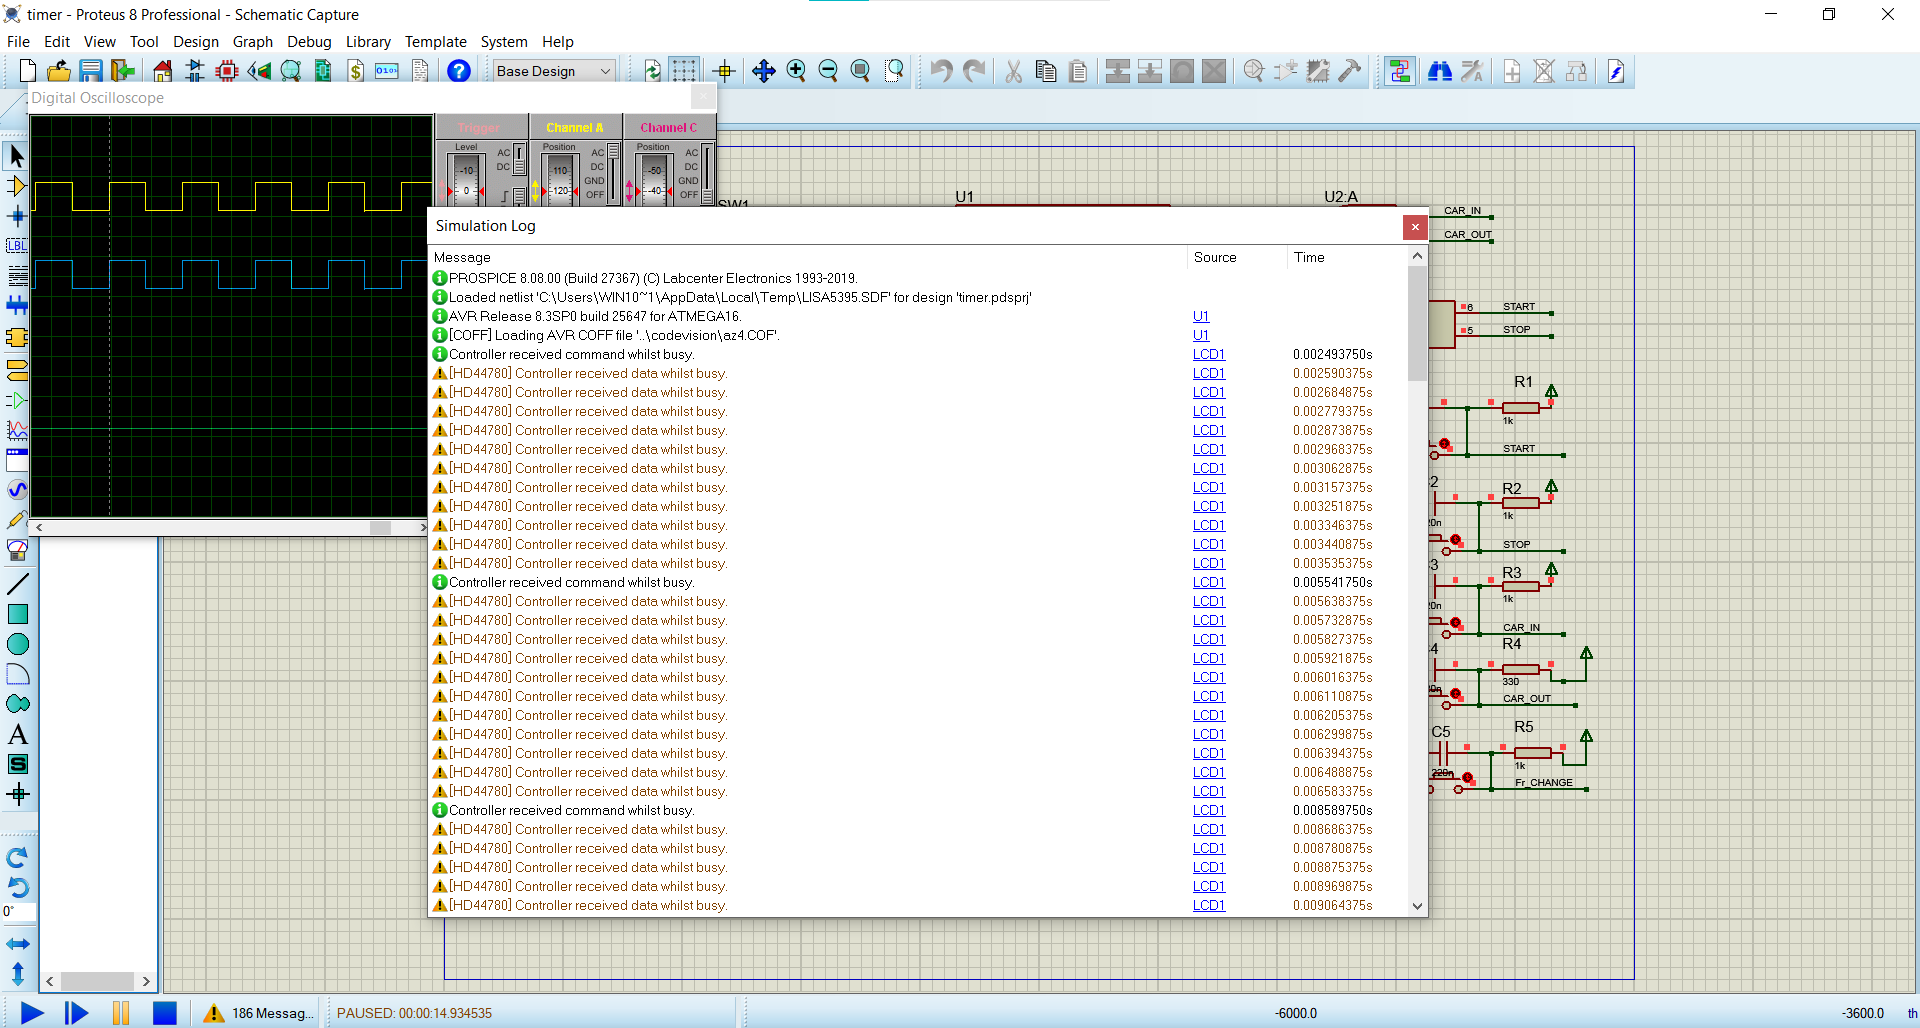 timer - Proteus 8 Professional - Schematic Capture
File Edit View Tool Design Graph Debug Library Template System Help
Base Design
Digital Oscilloscope
Trigger Channel A Channel C
Level Position Position
AC AC AC
DC DC DC
GND GND
OFF OFF
-10 110 -50
0 -120 -40
SW1 U1 U2:A
CAR_IN
CAR_OUT
Simulation Log
Message Source Time
PROSPICE 8.08.00 (Build 27367) (C) Labcenter Electronics 1993-2019.
Loaded netlist 'C:\Users\WIN10~1\AppData\Local\Temp\LISA5395.SDF' for design 'timer.pdsprj'
AVR Release 8.3SP0 build 25647 for ATMEGA16. U1
[COFF] Loading AVR COFF file '..\codevision\az4.COF'. U1
Controller received command whilst busy. LCD1 0.002493750s
[HD44780] Controller received data whilst busy. LCD1 0.002590375s
[HD44780] Controller received data whilst busy. LCD1 0.002684875s
[HD44780] Controller received data whilst busy. LCD1 0.002779375s
[HD44780] Controller received data whilst busy. LCD1 0.002873875s
[HD44780] Controller received data whilst busy. LCD1 0.002968375s
[HD44780] Controller received data whilst busy. LCD1 0.003062875s
[HD44780] Controller received data whilst busy. LCD1 0.003157375s
[HD44780] Controller received data whilst busy. LCD1 0.003251875s
[HD44780] Controller received data whilst busy. LCD1 0.003346375s
[HD44780] Controller received data whilst busy. LCD1 0.003440875s
[HD44780] Controller received data whilst busy. LCD1 0.003535375s
Controller received command whilst busy. LCD1 0.005541750s
[HD44780] Controller received data whilst busy. LCD1 0.005638375s
[HD44780] Controller received data whilst busy. LCD1 0.005732875s
[HD44780] Controller received data whilst busy. LCD1 0.005827375s
[HD44780] Controller received data whilst busy. LCD1 0.005921875s
[HD44780] Controller received data whilst busy. LCD1 0.006016375s
[HD44780] Controller received data whilst busy. LCD1 0.006110875s
[HD44780] Controller received data whilst busy. LCD1 0.006205375s
[HD44780] Controller received data whilst busy. LCD1 0.006299875s
[HD44780] Controller received data whilst busy. LCD1 0.006394375s
[HD44780] Controller received data whilst busy. LCD1 0.006488875s
[HD44780] Controller received data whilst busy. LCD1 0.006583375s
Controller received command whilst busy. LCD1 0.008589750s
[HD44780] Controller received data whilst busy. LCD1 0.008686375s
[HD44780] Controller received data whilst busy. LCD1 0.008780875s
[HD44780] Controller received data whilst busy. LCD1 0.008875375s
[HD44780] Controller received data whilst busy. LCD1 0.008969875s
[HD44780] Controller received data whilst busy. LCD1 0.009064375s
6 START
5 STOP
R1
1k
START
R2
1k
STOP
R3
1k
CAR_IN
R4
330
CAR_OUT
C5 R5
220n 1k
Fr_CHANGE
LBL
A
S
0°
186 Messag... PAUSED: 00:00:14.934535 -6000.0 -3600.0 th